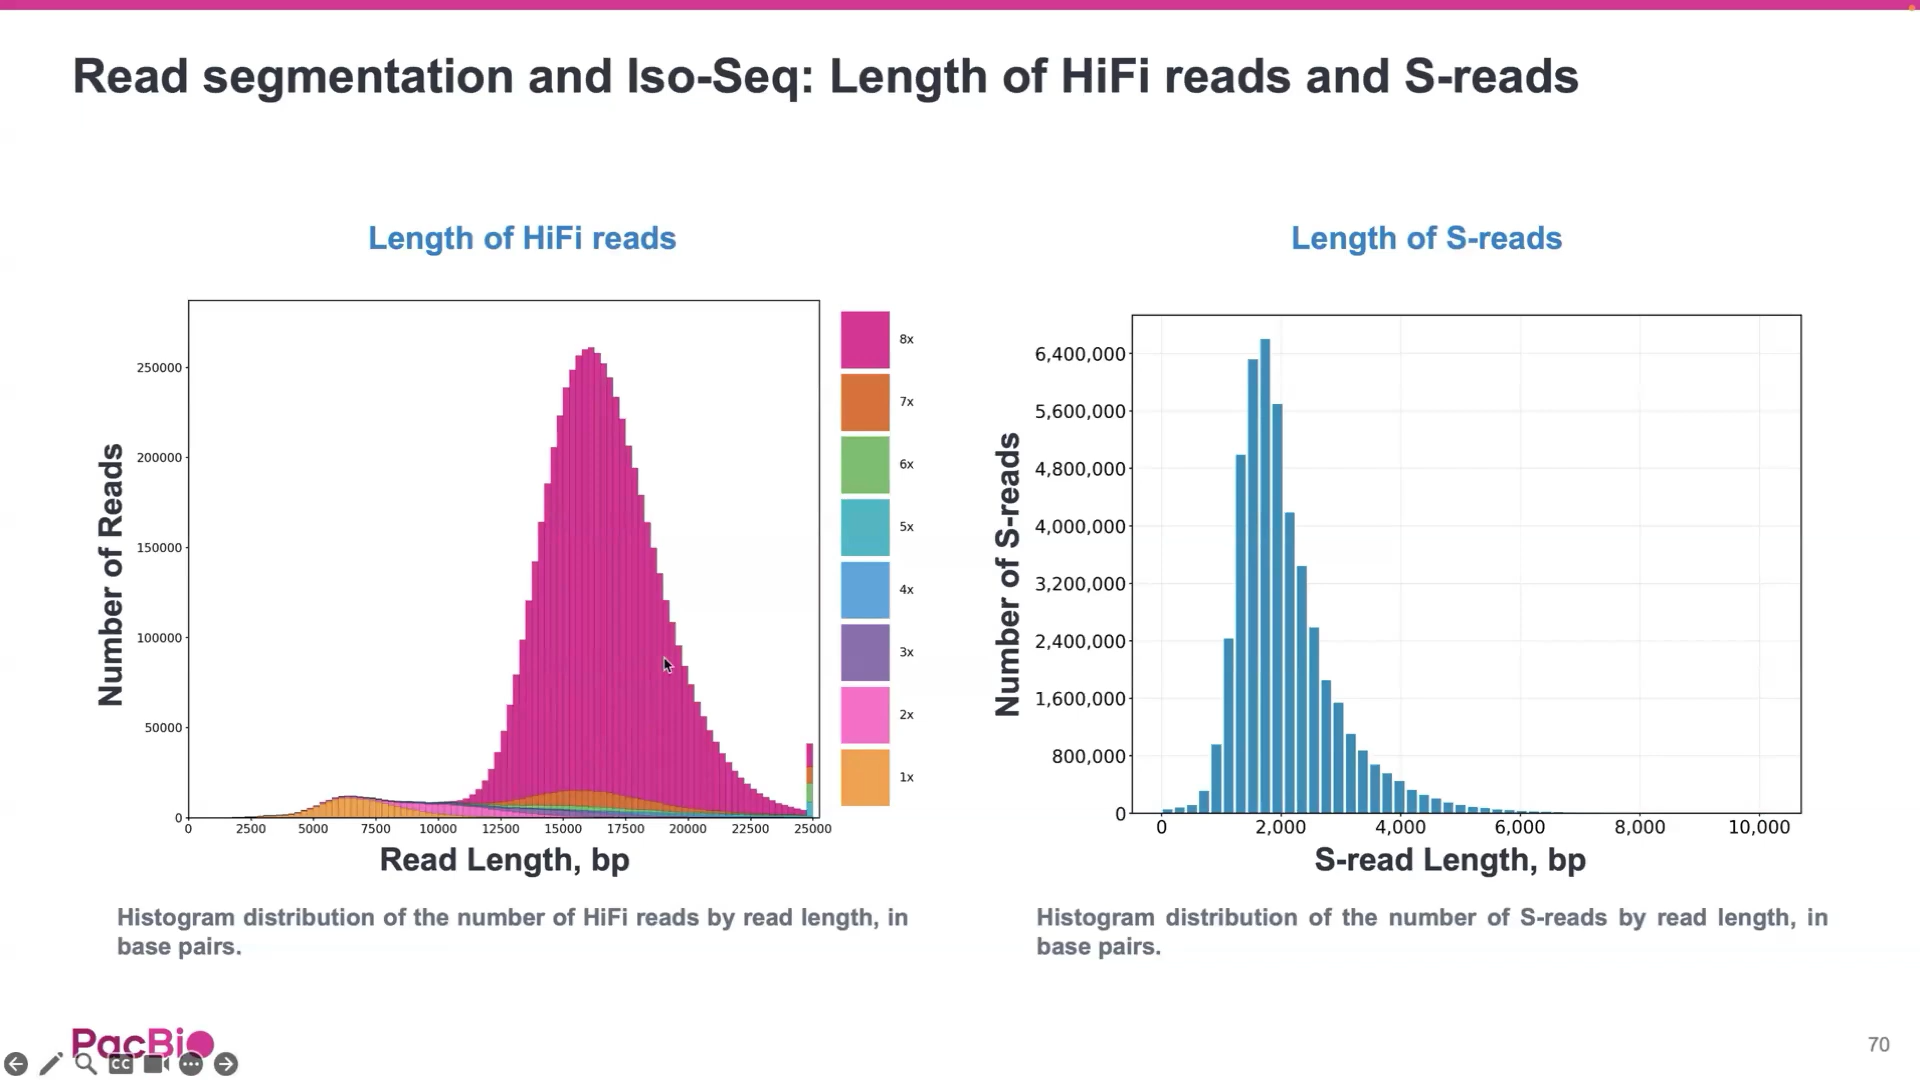 Read segmentation and Iso-Seq: Length of HiFi reads and S-reads
Length of HiFi reads
Number of Reads
250000
200000
150000
100000
50000
0
0 2500 5000 7500 10000 12500 15000 17500 20000 22500 25000
Read Length, bp
8x
7x
6x
5x
4x
3x
2x
1x
Histogram distribution of the number of HiFi reads by read length, in
base pairs.
Length of S-reads
Number of S-reads
6,400,000
5,600,000
4,800,000
4,000,000
3,200,000
2,400,000
1,600,000
800,000
0
0 2,000 4,000 6,000 8,000 10,000
S-read Length, bp
Histogram distribution of the number of S-reads by read length, in
base pairs.
PacBio
CC
70